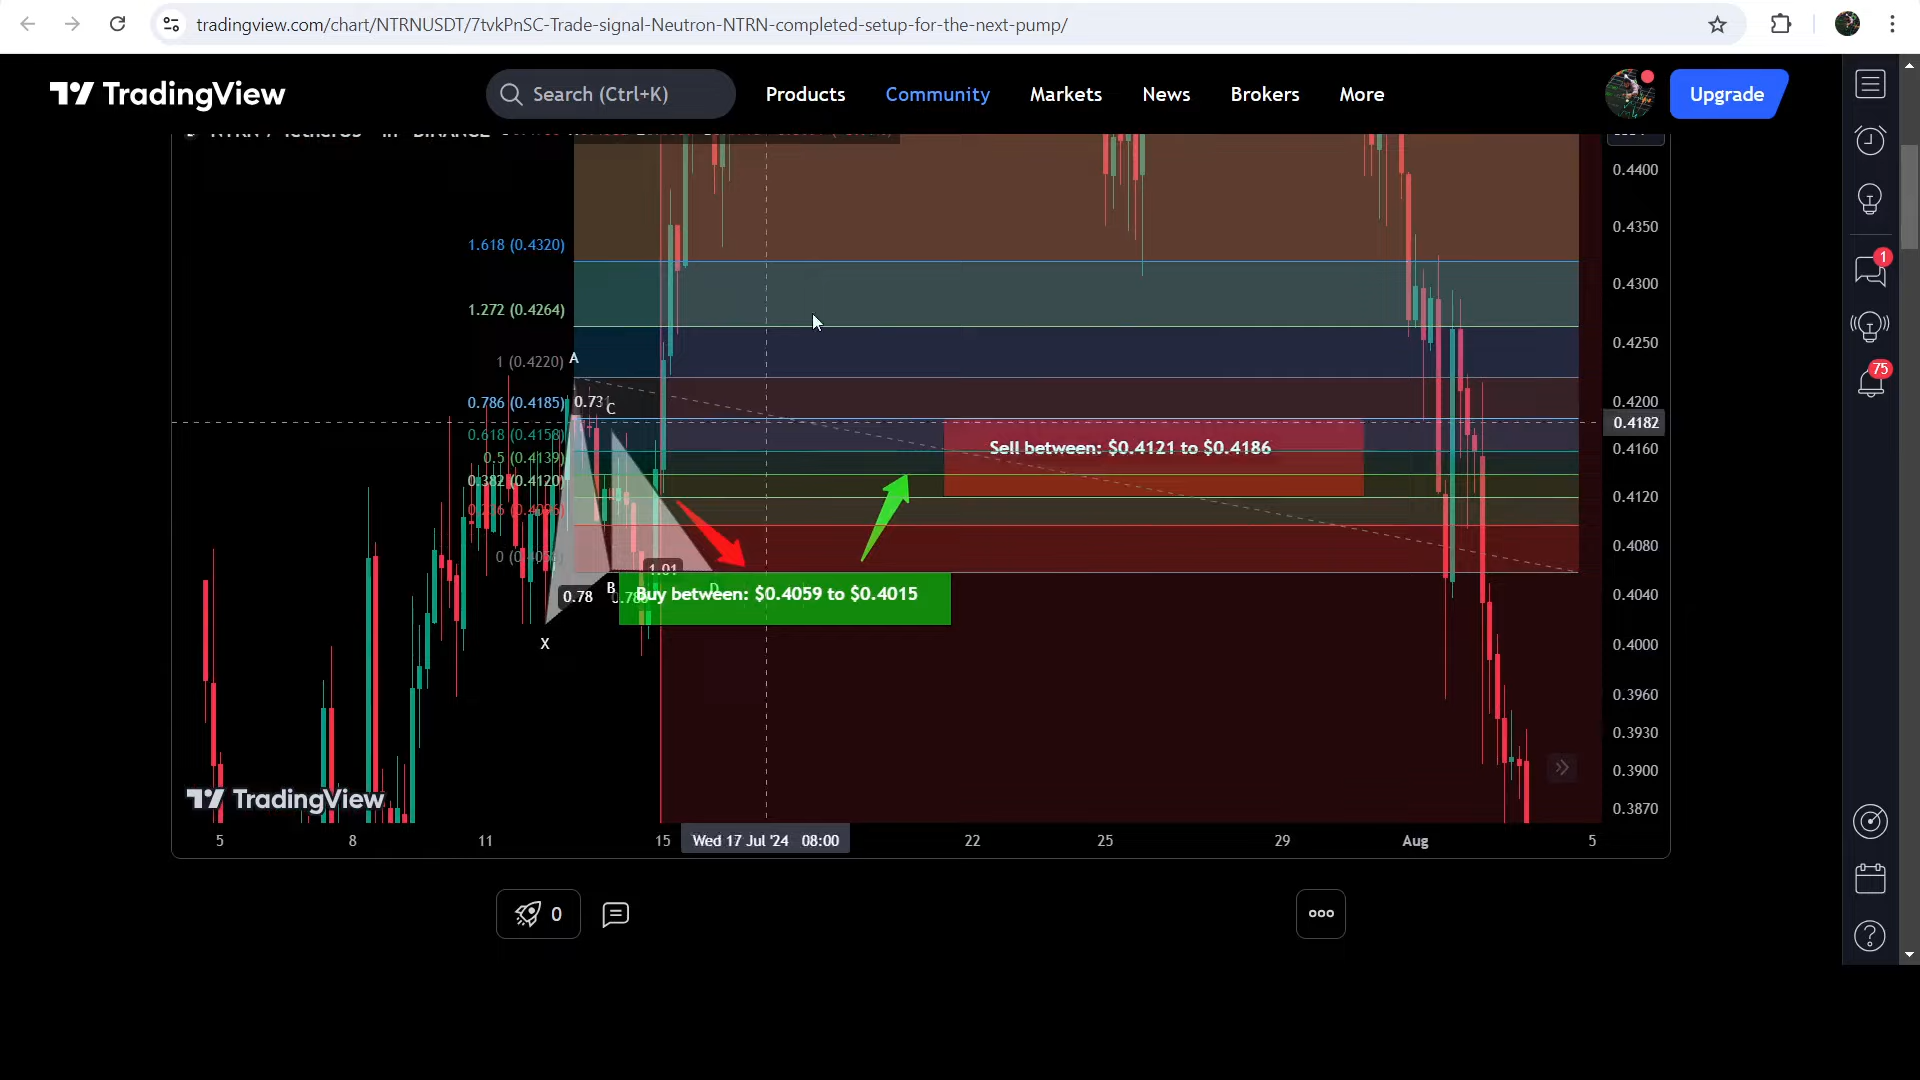 tradingview.com/chart/NTRNUSDT/7tvkPnSC-Trade-signal-Neutron-NTRN-completed-setup-for-the-next-pump/
TradingView
Search (Ctrl+K)
Products
Community
Markets
News
Brokers
More
Upgrade
1.618 (0.4320)
1.272 (0.4264)
1 (0.4220)
0.786 (0.4185)
0.618 (0.4158)
0.5 (0.4139)
0.382 (0.4120)
A
0.731
C
B
D
X
0.78
0.786
1.01
Sell between: $0.4121 to $0.4186
Buy between: $0.4059 to $0.4015
0.4400
0.4350
0.4300
0.4250
0.4200
0.4182
0.4160
0.4120
0.4080
0.4040
0.4000
0.3960
0.3930
0.3900
0.3870
TradingView
5
8
11
15
Wed 17 Jul '24 08:00
22
25
29
Aug
5
0
1
75